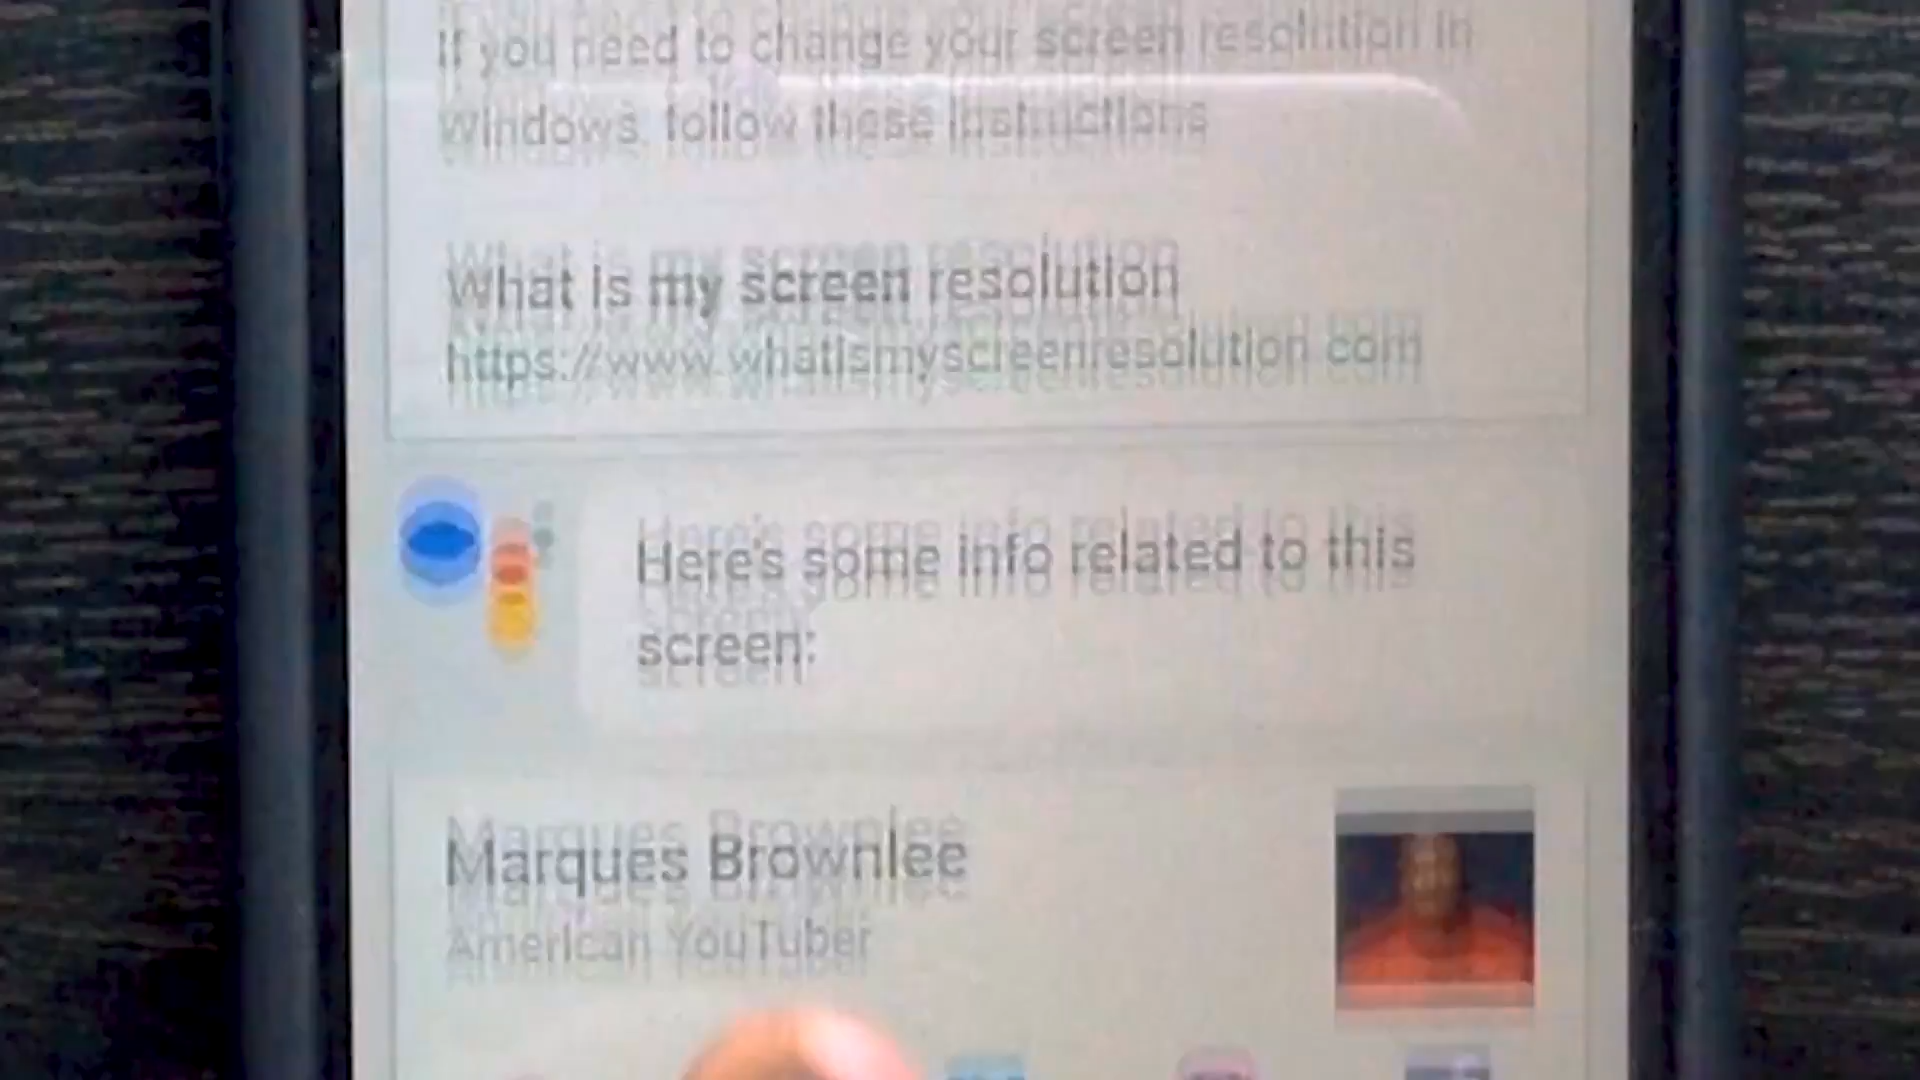 If you need to change your screen resolution in
Windows, follow these instructions
What is my screen resolution
https://www.whatismyscreenresolution.com
Here's some info related to this
screen:
Marques Brownlee
American YouTuber